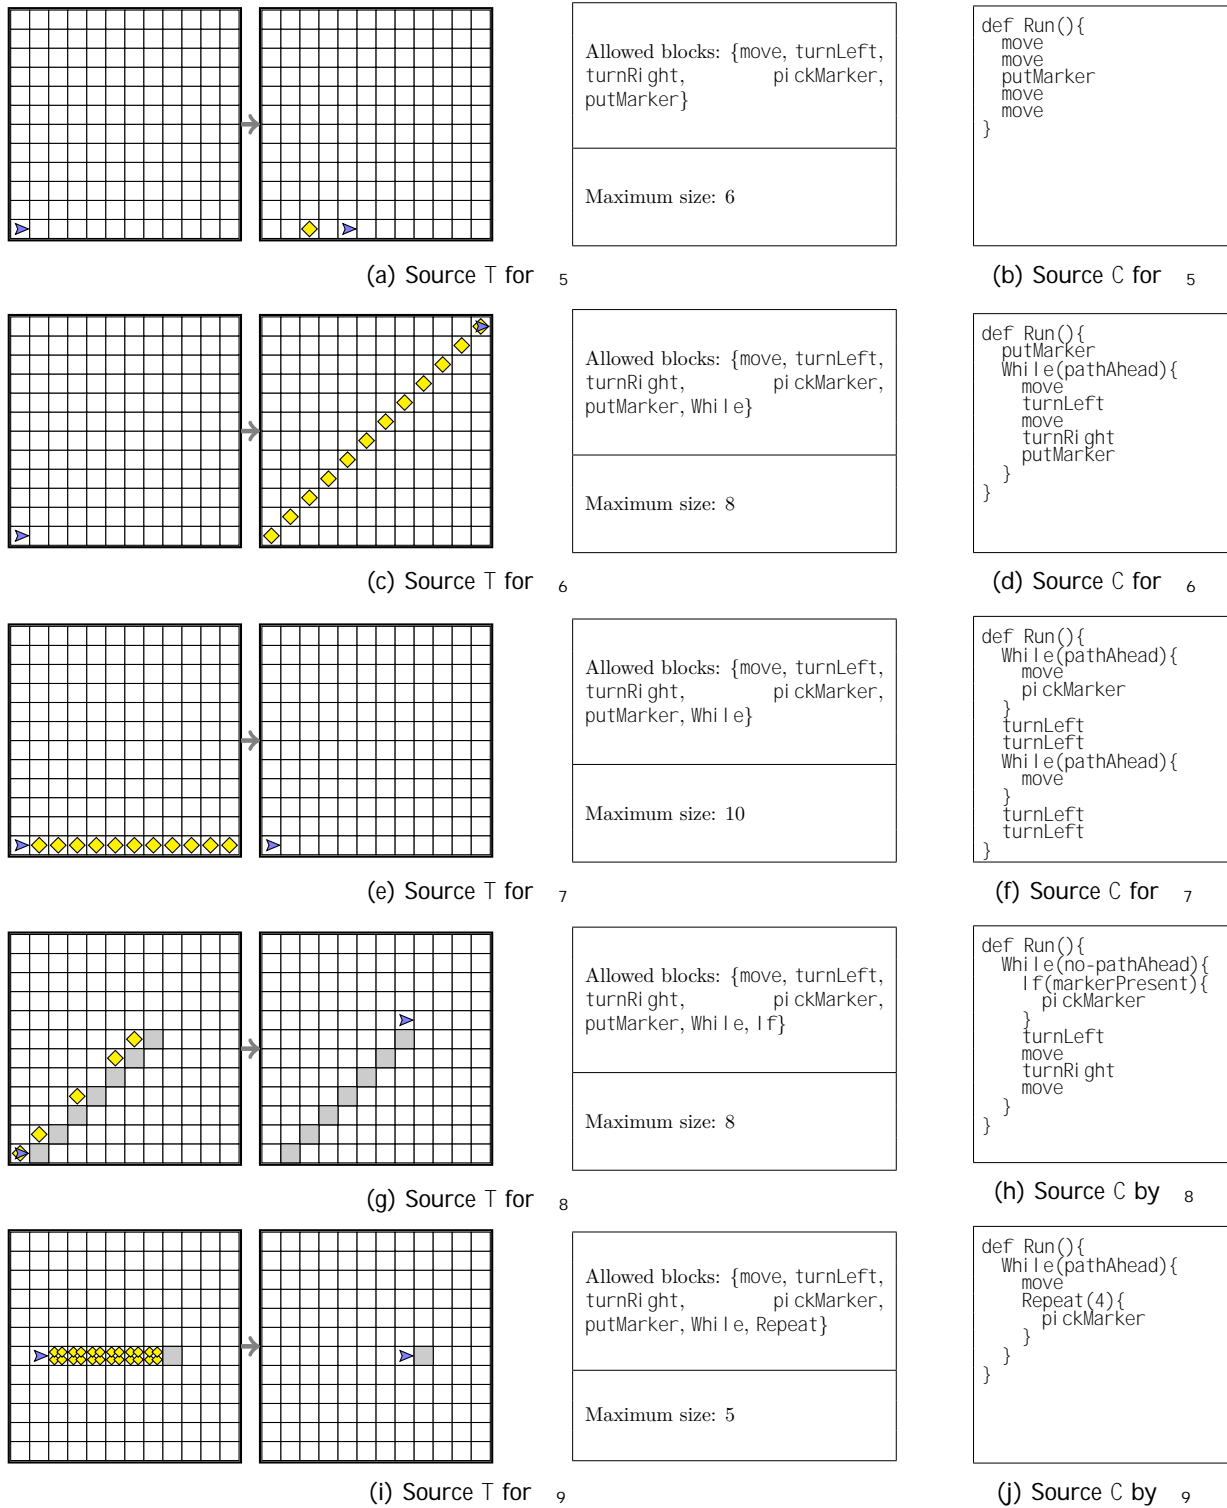 Allowed blocks: {move, turnLeft,
turnRight, pickMarker,
putMarker}
Maximum size: 6
def Run(){
move
move
putMarker
move
move
}
(a) Source T for 5
(b) Source C for 5
Allowed blocks: {move, turnLeft,
turnRight, pickMarker,
putMarker, While}
Maximum size: 8
def Run(){
putMarker
While(pathAhead){
move
turnLeft
move
turnRight
putMarker
}
}
(c) Source T for 6
(d) Source C for 6
Allowed blocks: {move, turnLeft,
turnRight, pickMarker,
putMarker, While}
Maximum size: 10
def Run(){
While(pathAhead){
move
pickMarker
}
turnLeft
turnLeft
While(pathAhead){
move
}
turnLeft
turnLeft
}
(e) Source T for 7
(f) Source C for 7
Allowed blocks: {move, turnLeft,
turnRight, pickMarker,
putMarker, While, If}
Maximum size: 8
def Run(){
While(no-pathAhead){
If(markerPresent){
pickMarker
}
turnLeft
move
turnRight
move
}
}
(g) Source T for 8
(h) Source C by 8
Allowed blocks: {move, turnLeft,
turnRight, pickMarker,
putMarker, While, Repeat}
Maximum size: 5
def Run(){
While(pathAhead){
move
Repeat(4){
pickMarker
}
}
}
(i) Source T for 9
(j) Source C by 9